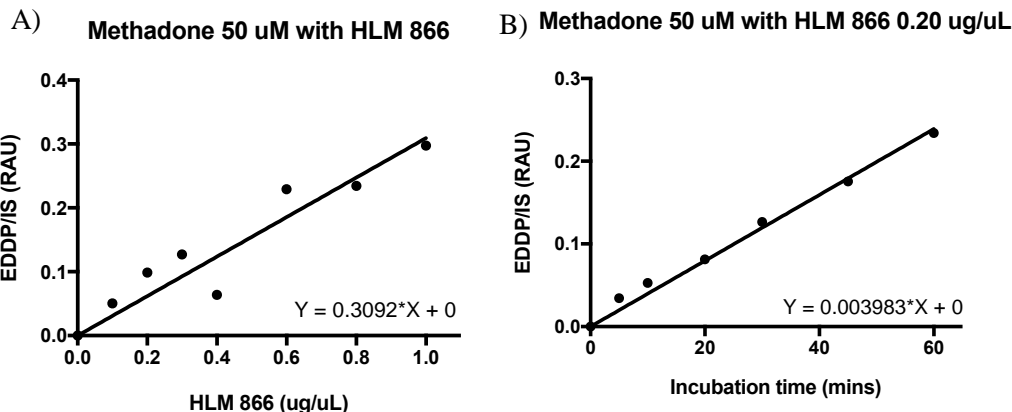 A)
Methadone 50 uM with HLM 866
EDDP/IS (RAU)
0.4
0.3
0.2
0.1
0.0
0.0 0.2 0.4 0.6 0.8 1.0
Y = 0.3092*X + 0
HLM 866 (ug/uL)
B)
Methadone 50 uM with HLM 866 0.20 ug/uL
EDDP/IS (RAU)
0.3
0.2
0.1
0.0
0 20 40 60
Y = 0.003983*X + 0
Incubation time (mins)